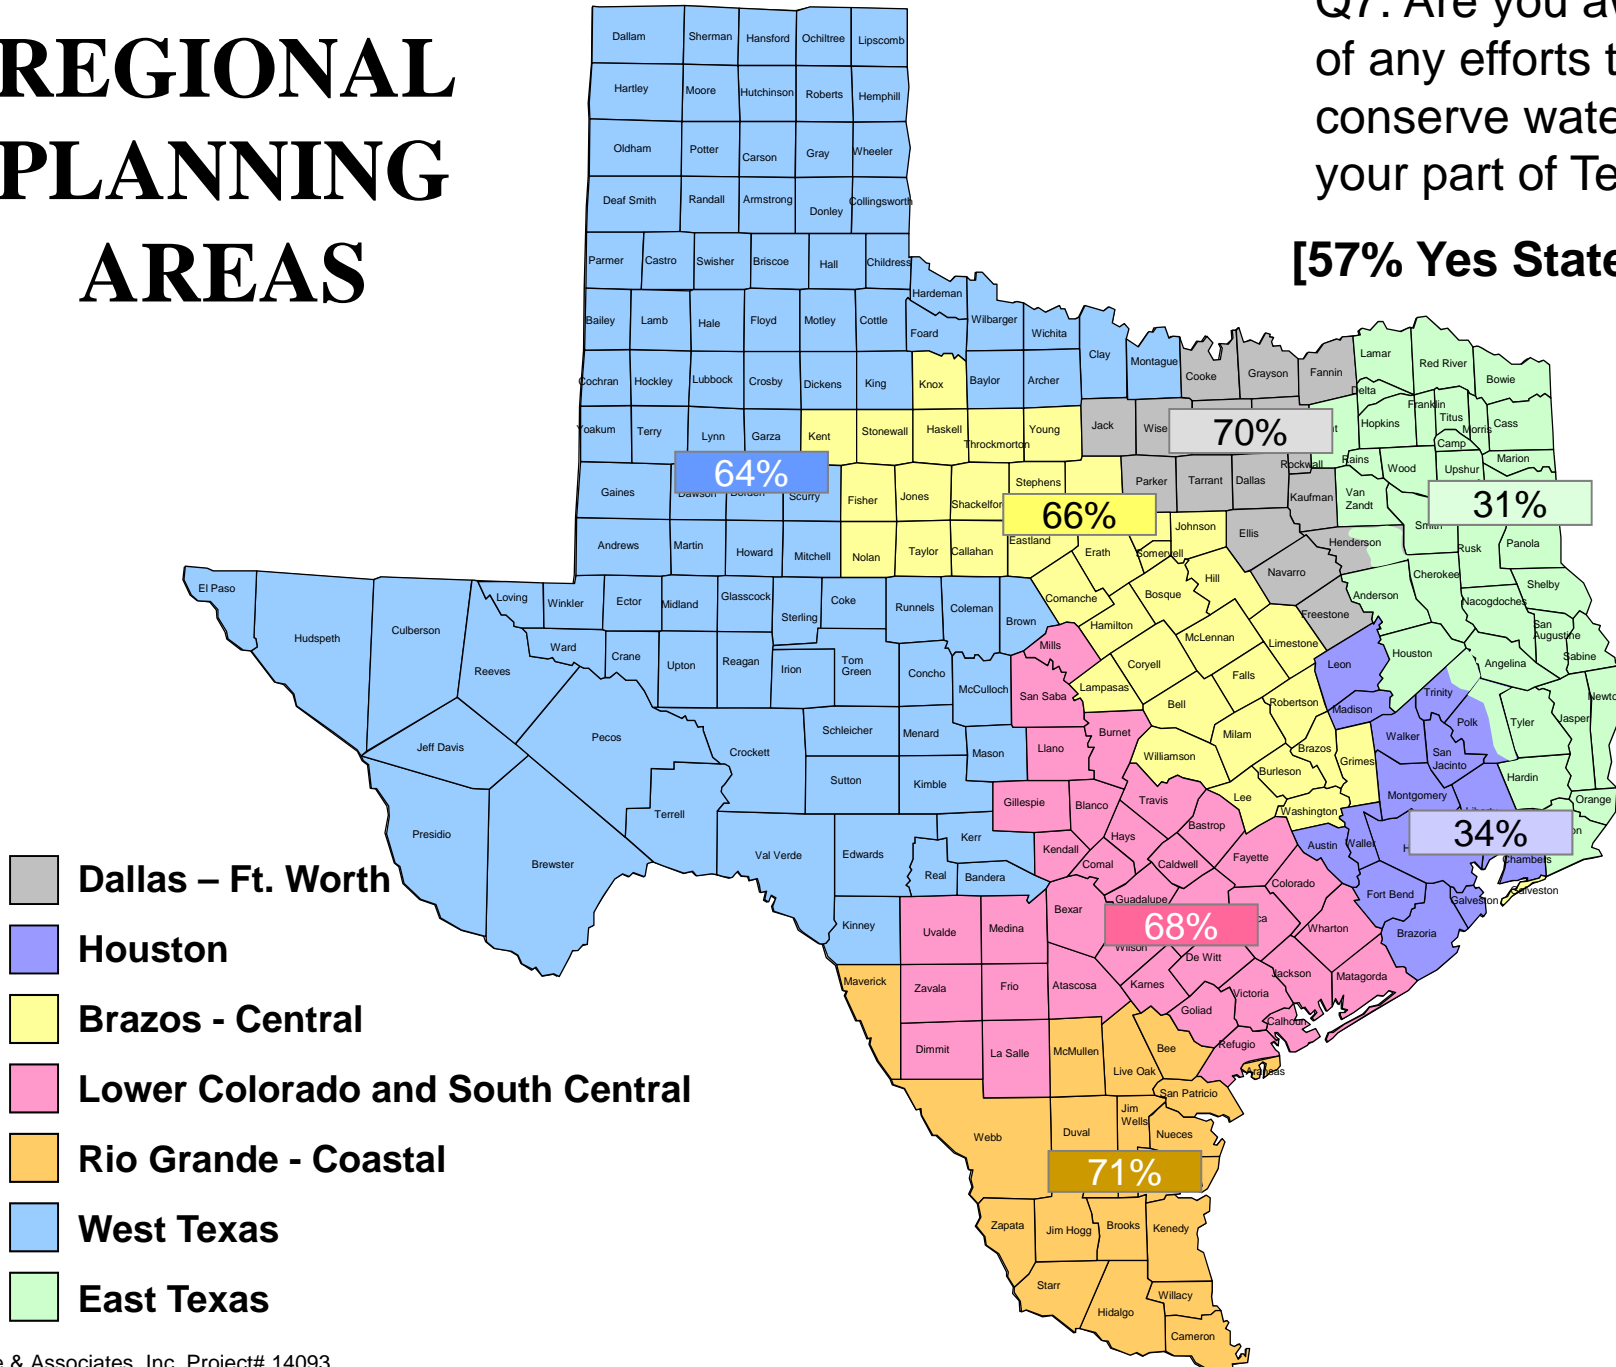 REGIONAL
PLANNING
AREAS
Q7. Are you
of any efforts
conserve
your part of
[57% Yes
Dallam Sherman Hansford Ochiltree Lipscomb
Hartley Moore Hutchinson Roberts Hemphill
Oldham Potter Carson Gray Wheeler
Deaf Smith Randall Armstrong Donley Collingsworth
Parmer Castro Swisher Briscoe Hall Childress
Hardeman
Bailey Lamb Hale Floyd Motley Cottle Foard Wilbarger Wichita
Clay Montague Cooke Grayson Fannin Lamar Red River Bowie
Cochran Hockley Lubbock Crosby Dickens King Knox Baylor Archer
Delta Franklin Titus Morris Cass
Yoakum Terry Lynn Garza Kent Stonewall Haskell Throckmorton Young Jack Wise
70%
Hopkins Camp Marion
64%
Rockwall Rains Wood Upshur
Gaines Dawson Borden Scurry Fisher Jones Stephens Parker Tarrant Dallas Kaufman Van
Zandt
31%
66%
Johnson Ellis Henderson Smith Rusk Panola
Andrews Martin Howard Mitchell Nolan Taylor Callahan Eastland Erath Somervell
Navarro Cherokee Shelby
El Paso Loving Winkler Ector Midland Glasscock Sterling Coke Runnels Coleman Brown Comanche Bosque Hill Freestone Anderson Nacogdoches
San
Augustine
Hudspeth Culberson Reeves Ward Crane Upton Reagan Irion Tom
Green
Concho McCulloch Mills Hamilton McLennan Limestone Leon Houston Angelina Sabine
San Saba Lampasas Coryell Falls Robertson Madison Trinity Polk Tyler Jasper
Jeff Davis Pecos Crockett Schleicher Menard Mason Llano Burnet Bell Milam Brazos Grimes Walker San
Jacinto
Sutton Kimble Williamson Burleson Hardin
Presidio Brewster Terrell Gillespie Blanco Travis Lee Washington Montgomery Orange
Val Verde Edwards Kerr Kendall Hays Bastrop Austin Waller
34%
Chambers
Real Bandera Comal Caldwell Fayette Colorado Fort Bend Galveston Galveston
Kinney Uvalde Medina Bexar Guadalupe
68%
Wharton Brazoria
Wilson De Witt
Maverick Zavala Frio Atascosa Karnes Goliad Victoria Jackson Matagorda
Calhoun
Dimmit La Salle McMullen Live Oak Bee Refugio
Aransas
San Patricio
Webb Duval Jim
Wells
Nueces
71%
Zapata Jim Hogg Brooks Kenedy
Starr Hidalgo Willacy
Cameron
Dallas – Ft. Worth
Houston
Brazos - Central
Lower Colorado and South Central
Rio Grande - Coastal
West Texas
East Texas
& Associates, Inc. Project# 14093